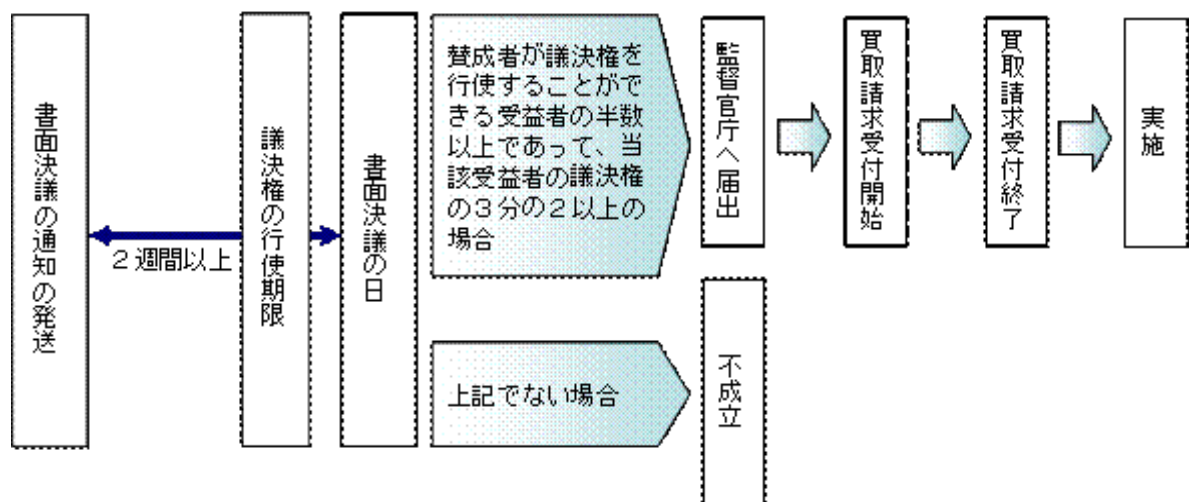 書面決議の通知の発送
2週間以上
議決権の行使期限
書面決議の日
賛成者が議決権を
行使することがで
きる受益者の半数
以上であって、当
該受益者の議決権
の3分の2以上の
場合
監督官庁へ届出
買取請求受付開始
買取請求受付終了
実施
上記でない場合
不成立